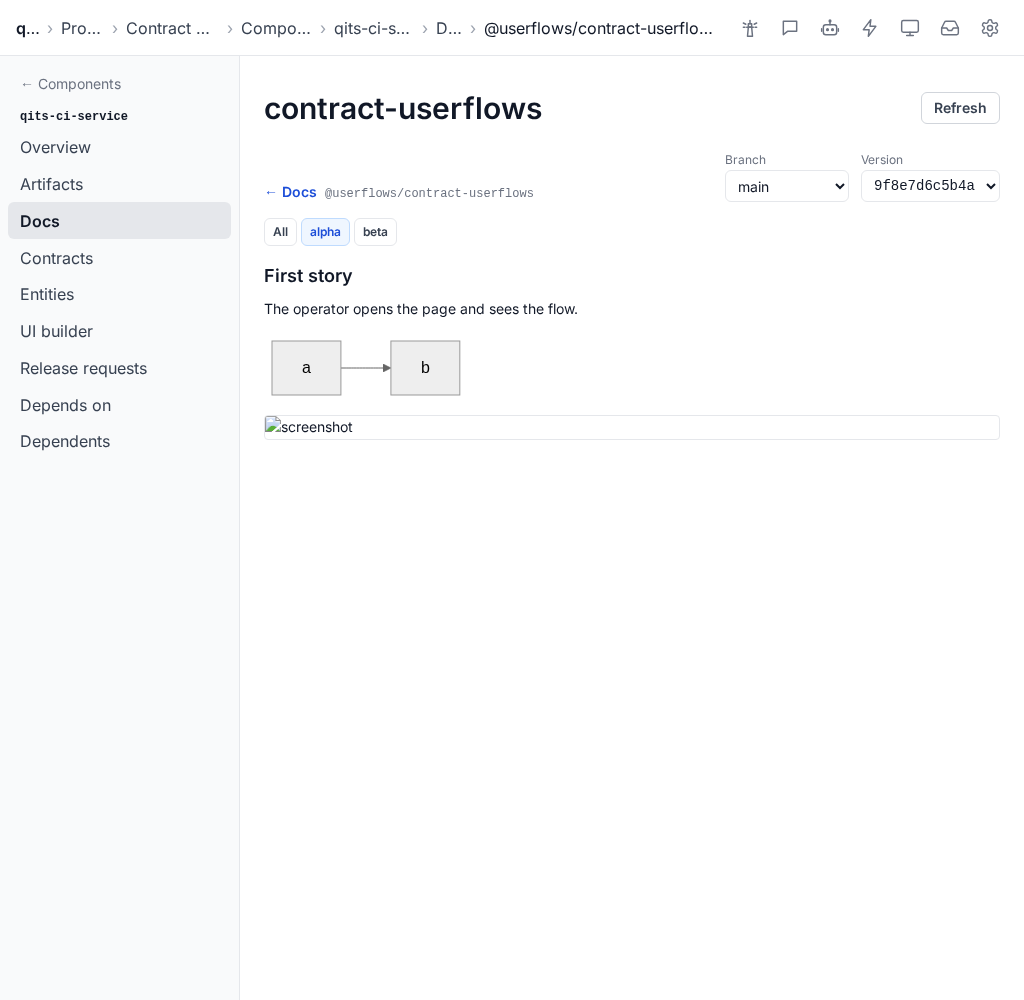 q... › Pro... › Contract ... › Compo... › qits-ci-s... › D... › @userflows/contract-userflo...
← Components
qits-ci-service
Overview
Artifacts
Docs
Contracts
Entities
UI builder
Release requests
Depends on
Dependents
contract-userflows
Refresh
Branch
Version
← Docs @userflows/contract-userflows
main
9f8e7d6c5b4a
All
alpha
beta
First story
The operator opens the page and sees the flow.
a
b
screenshot